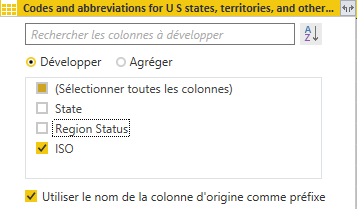 Codes and abbreviations for U S states, territories, and other...
Rechercher les colonnes à développer
A
Z
Développer Agréger
(Sélectionner toutes les colonnes)
State
Region Status
ISO
Utiliser le nom de la colonne d'origine comme préfixe